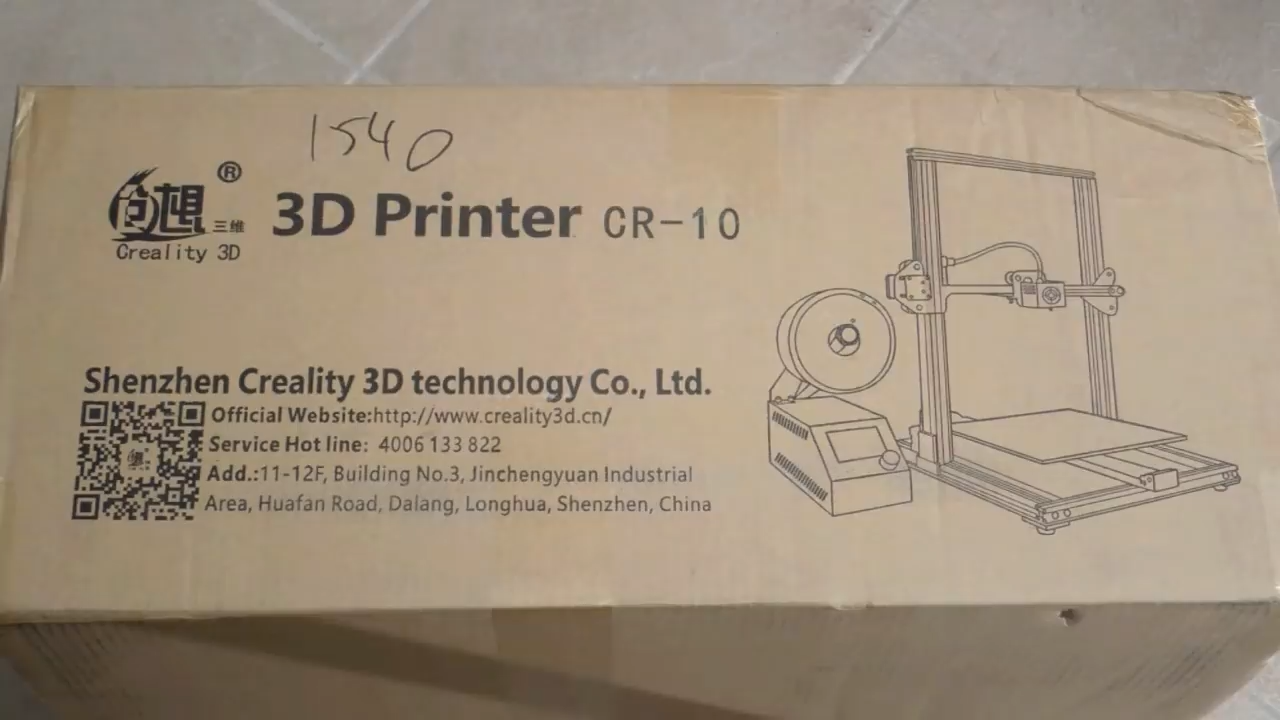 1540
创想
®
三维
Creality 3D
3D Printer CR-10
Shenzhen Creality 3D technology Co., Ltd.
Official Website:http://www.creality3d.cn/
Service Hot line: 4006 133 822
Add.:11-12F, Building No.3, Jinchengyuan Industrial
Area, Huafan Road, Dalang, Longhua, Shenzhen, China